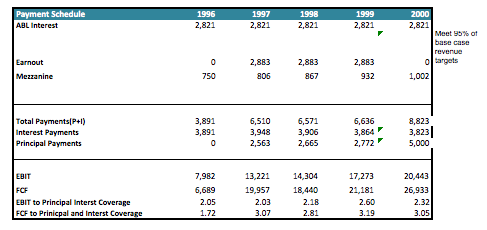 Payment Schedule 1996 1997 1998 1999 2000
ABL Interest 2,821 2,821 2,821 2,821 2,821
Meet 95% of
base case
revenue
targets
Earnout 0 2,883 2,883 2,883 0
Mezzanine 750 806 867 932 1,002
Total Payments(P+I) 3,891 6,510 6,571 6,636 8,823
Interest Payments 3,891 3,948 3,906 3,864 3,823
Principal Payments 0 2,563 2,665 2,772 5,000
EBIT 7,982 13,221 14,304 17,273 20,443
FCF 6,689 19,957 18,440 21,181 26,933
EBIT to Principal Interst Coverage 2.05 2.03 2.18 2.60 2.32
FCF to Prinicpal and Interst Coverage 1.72 3.07 2.81 3.19 3.05